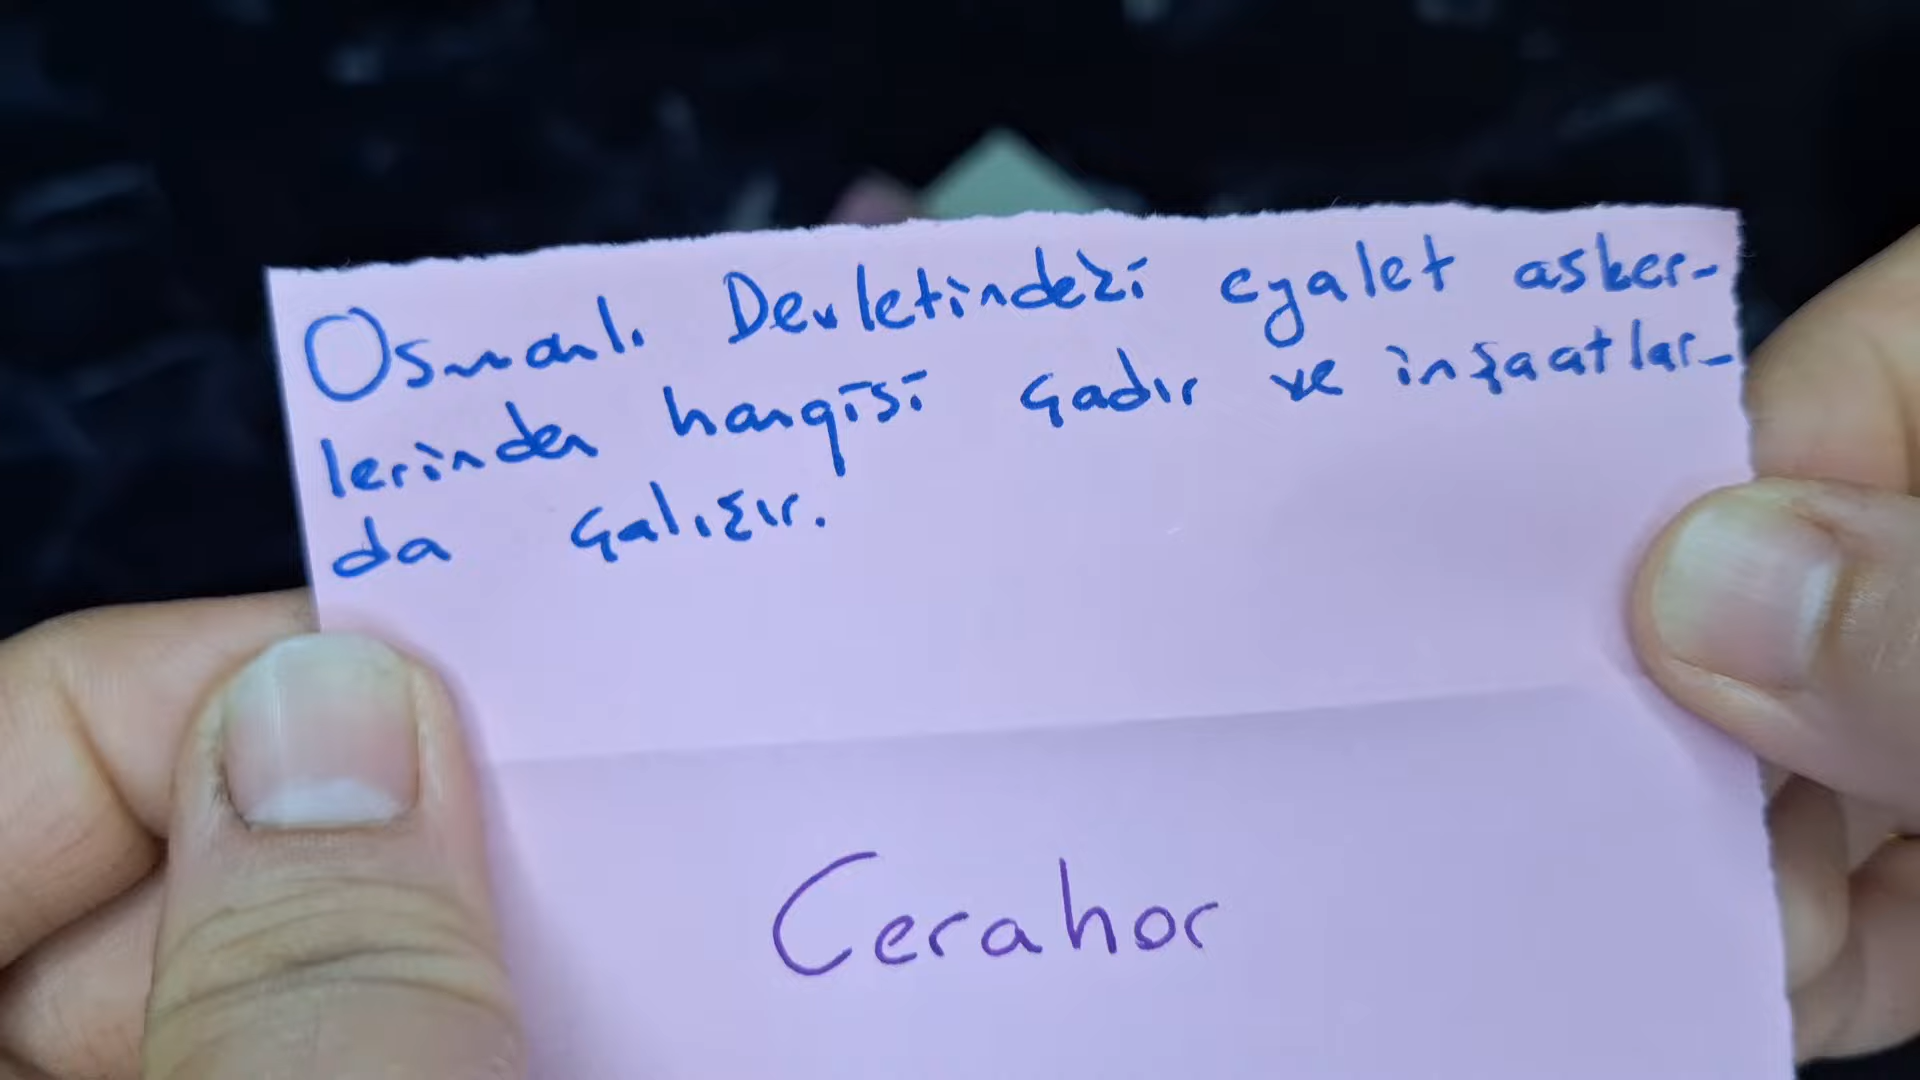 Osmanlı Devletindeki eyalet asker-
lerinden hangisi çadır ve inşaatlar-
da çalışır.
Cerahor